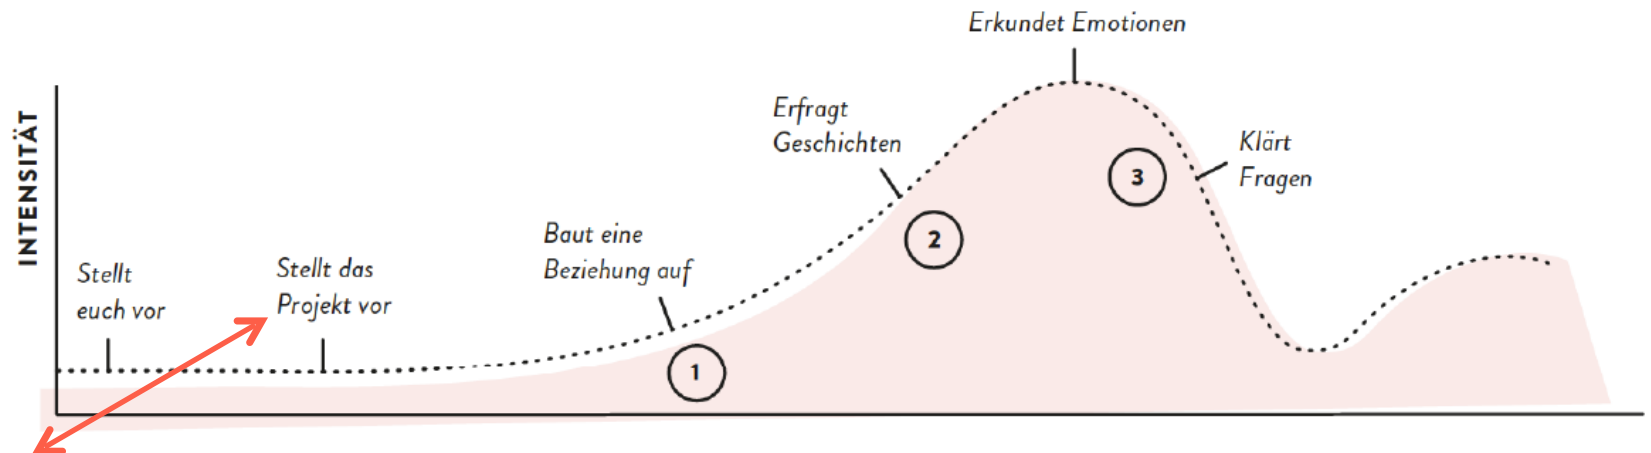 INTENSITÄT
Stellt
euch vor
Stellt das
Projekt vor
Baut eine
Beziehung auf
1
Erfragt
Geschichten
2
Erkundet Emotionen
3
Klärt
Fragen